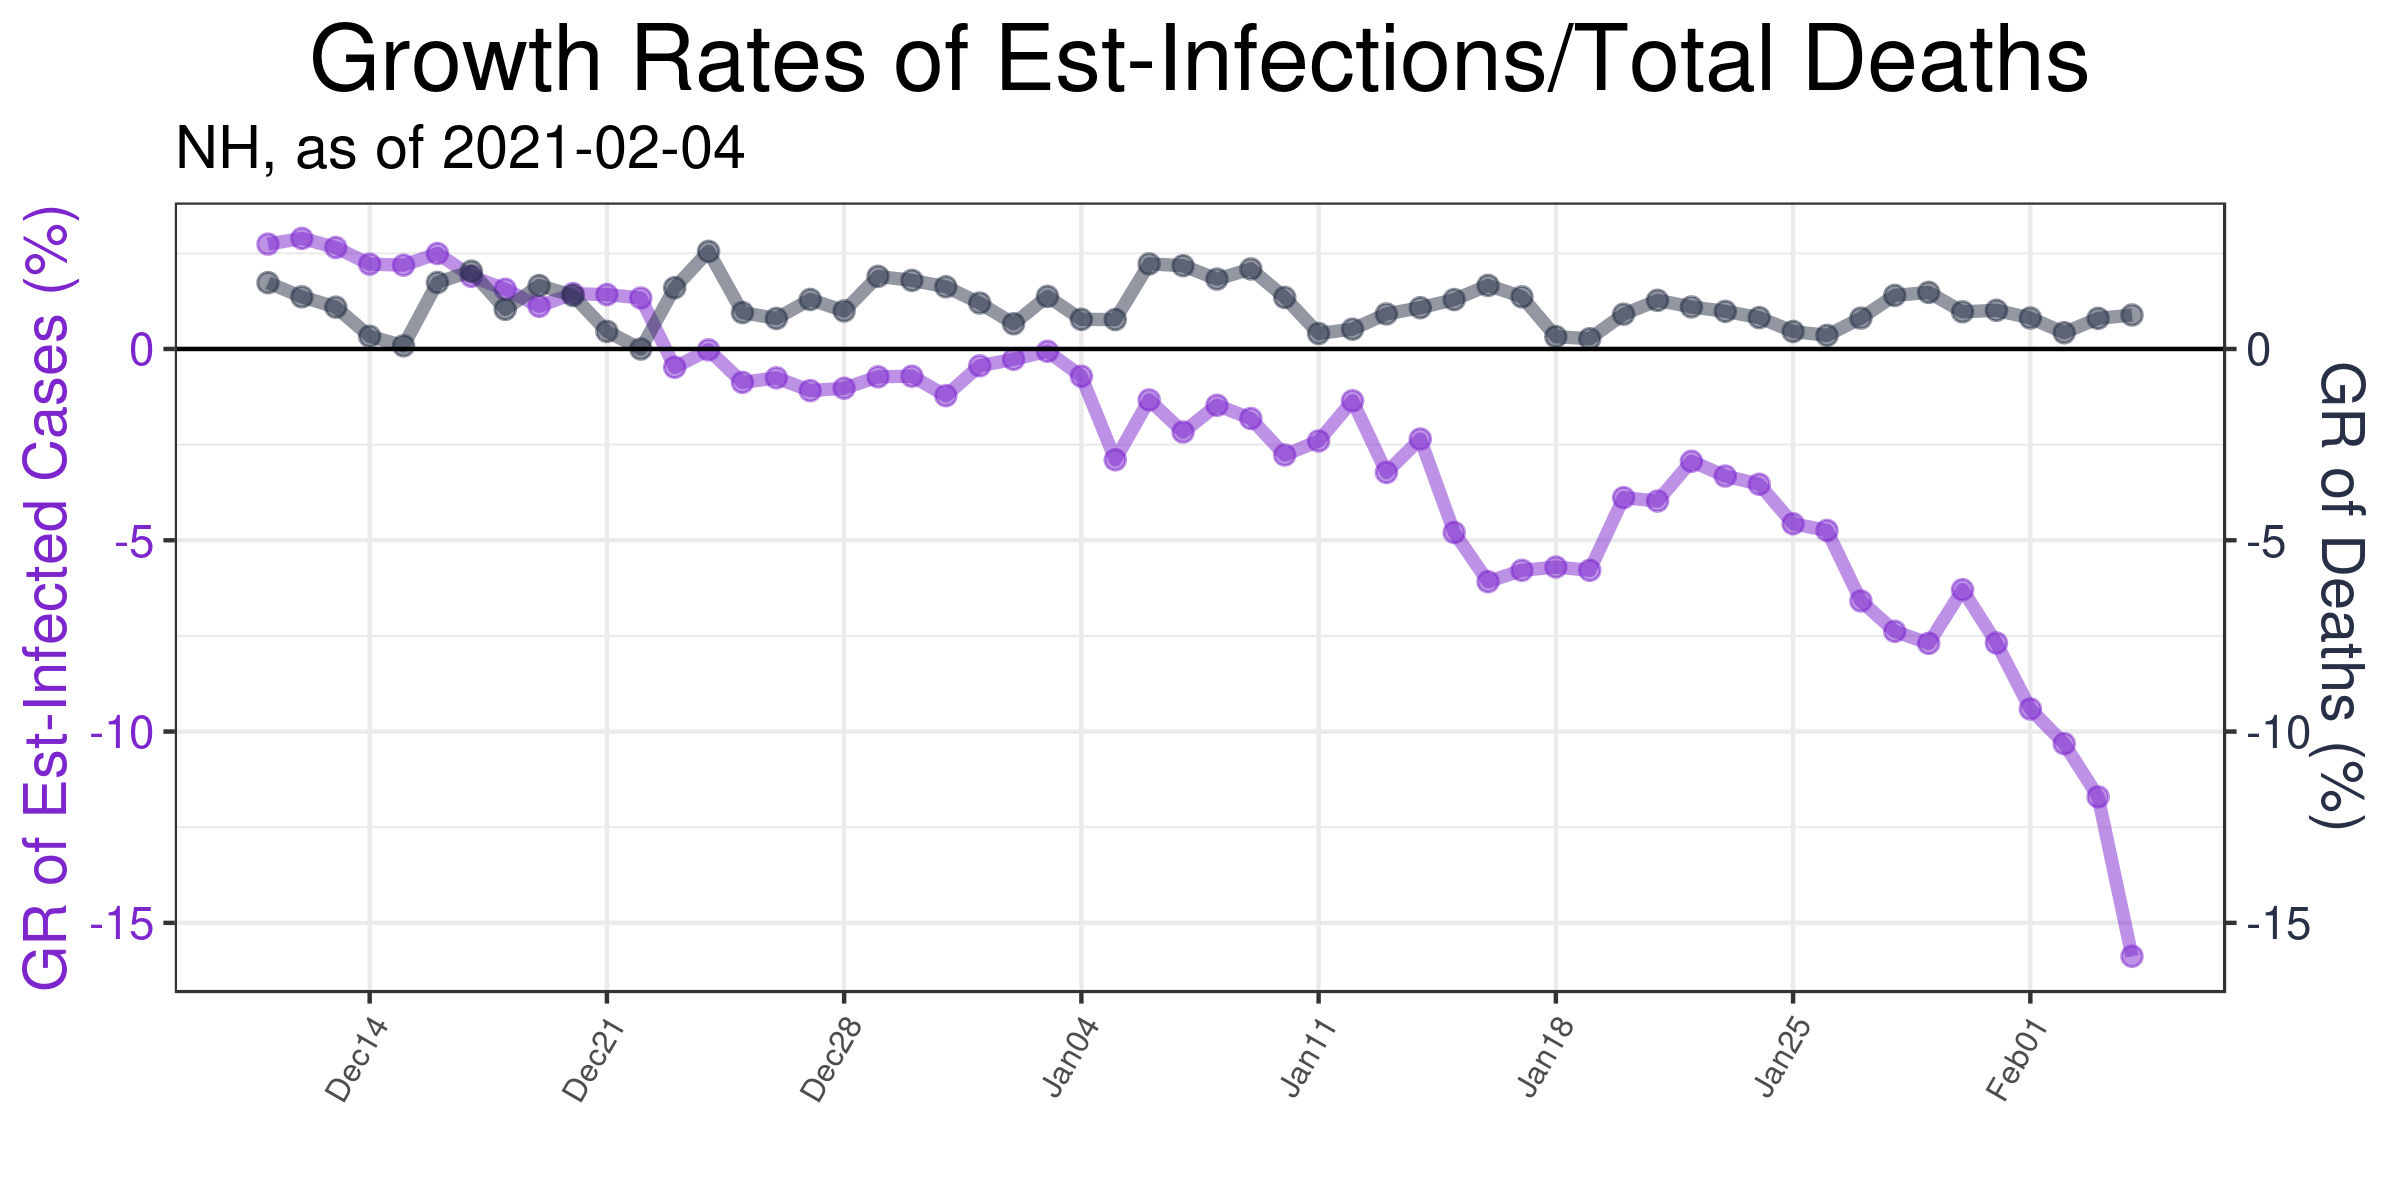 Growth Rates of Est-Infections/Total Deaths
NH, as of 2021-02-04
GR of Est-Infected Cases (%)
0
-5
-10
-15
0
-5
-10
-15
GR of Deaths (%)
Dec14
Dec21
Dec28
Jan04
Jan11
Jan18
Jan25
Feb01